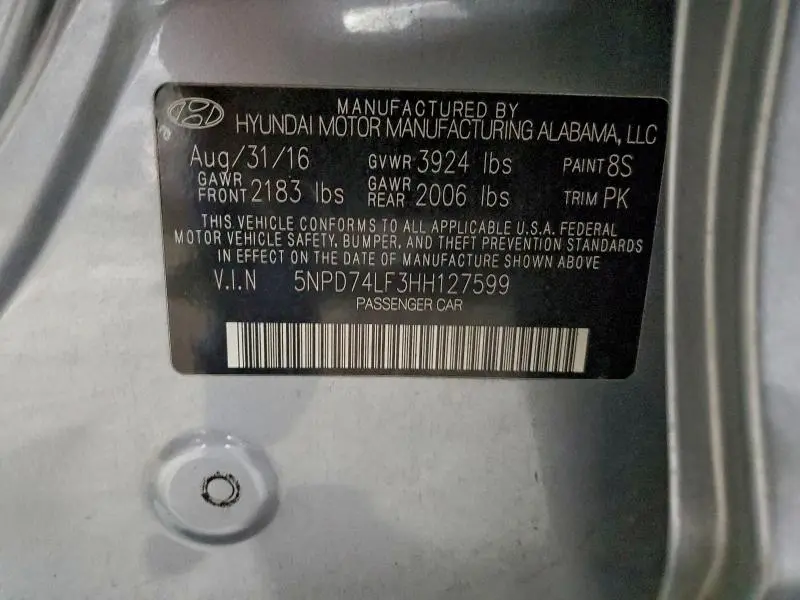 MANUFACTURED BY
HYUNDAI MOTOR MANUFACTURING ALABAMA, LLC
Aug/31/16 GVWR 3924 lbs PAINT 8S
GAWR FRONT 2183 lbs GAWR REAR 2006 lbs TRIM PK
THIS VEHICLE CONFORMS TO ALL APPLICABLE U.S.A. FEDERAL
MOTOR VEHICLE SAFETY, BUMPER, AND THEFT PREVENTION STANDARDS
IN EFFECT ON THE DATE OF MANUFACTURE SHOWN ABOVE
V.I.N 5NPD74LF3HH127599
PASSENGER CAR